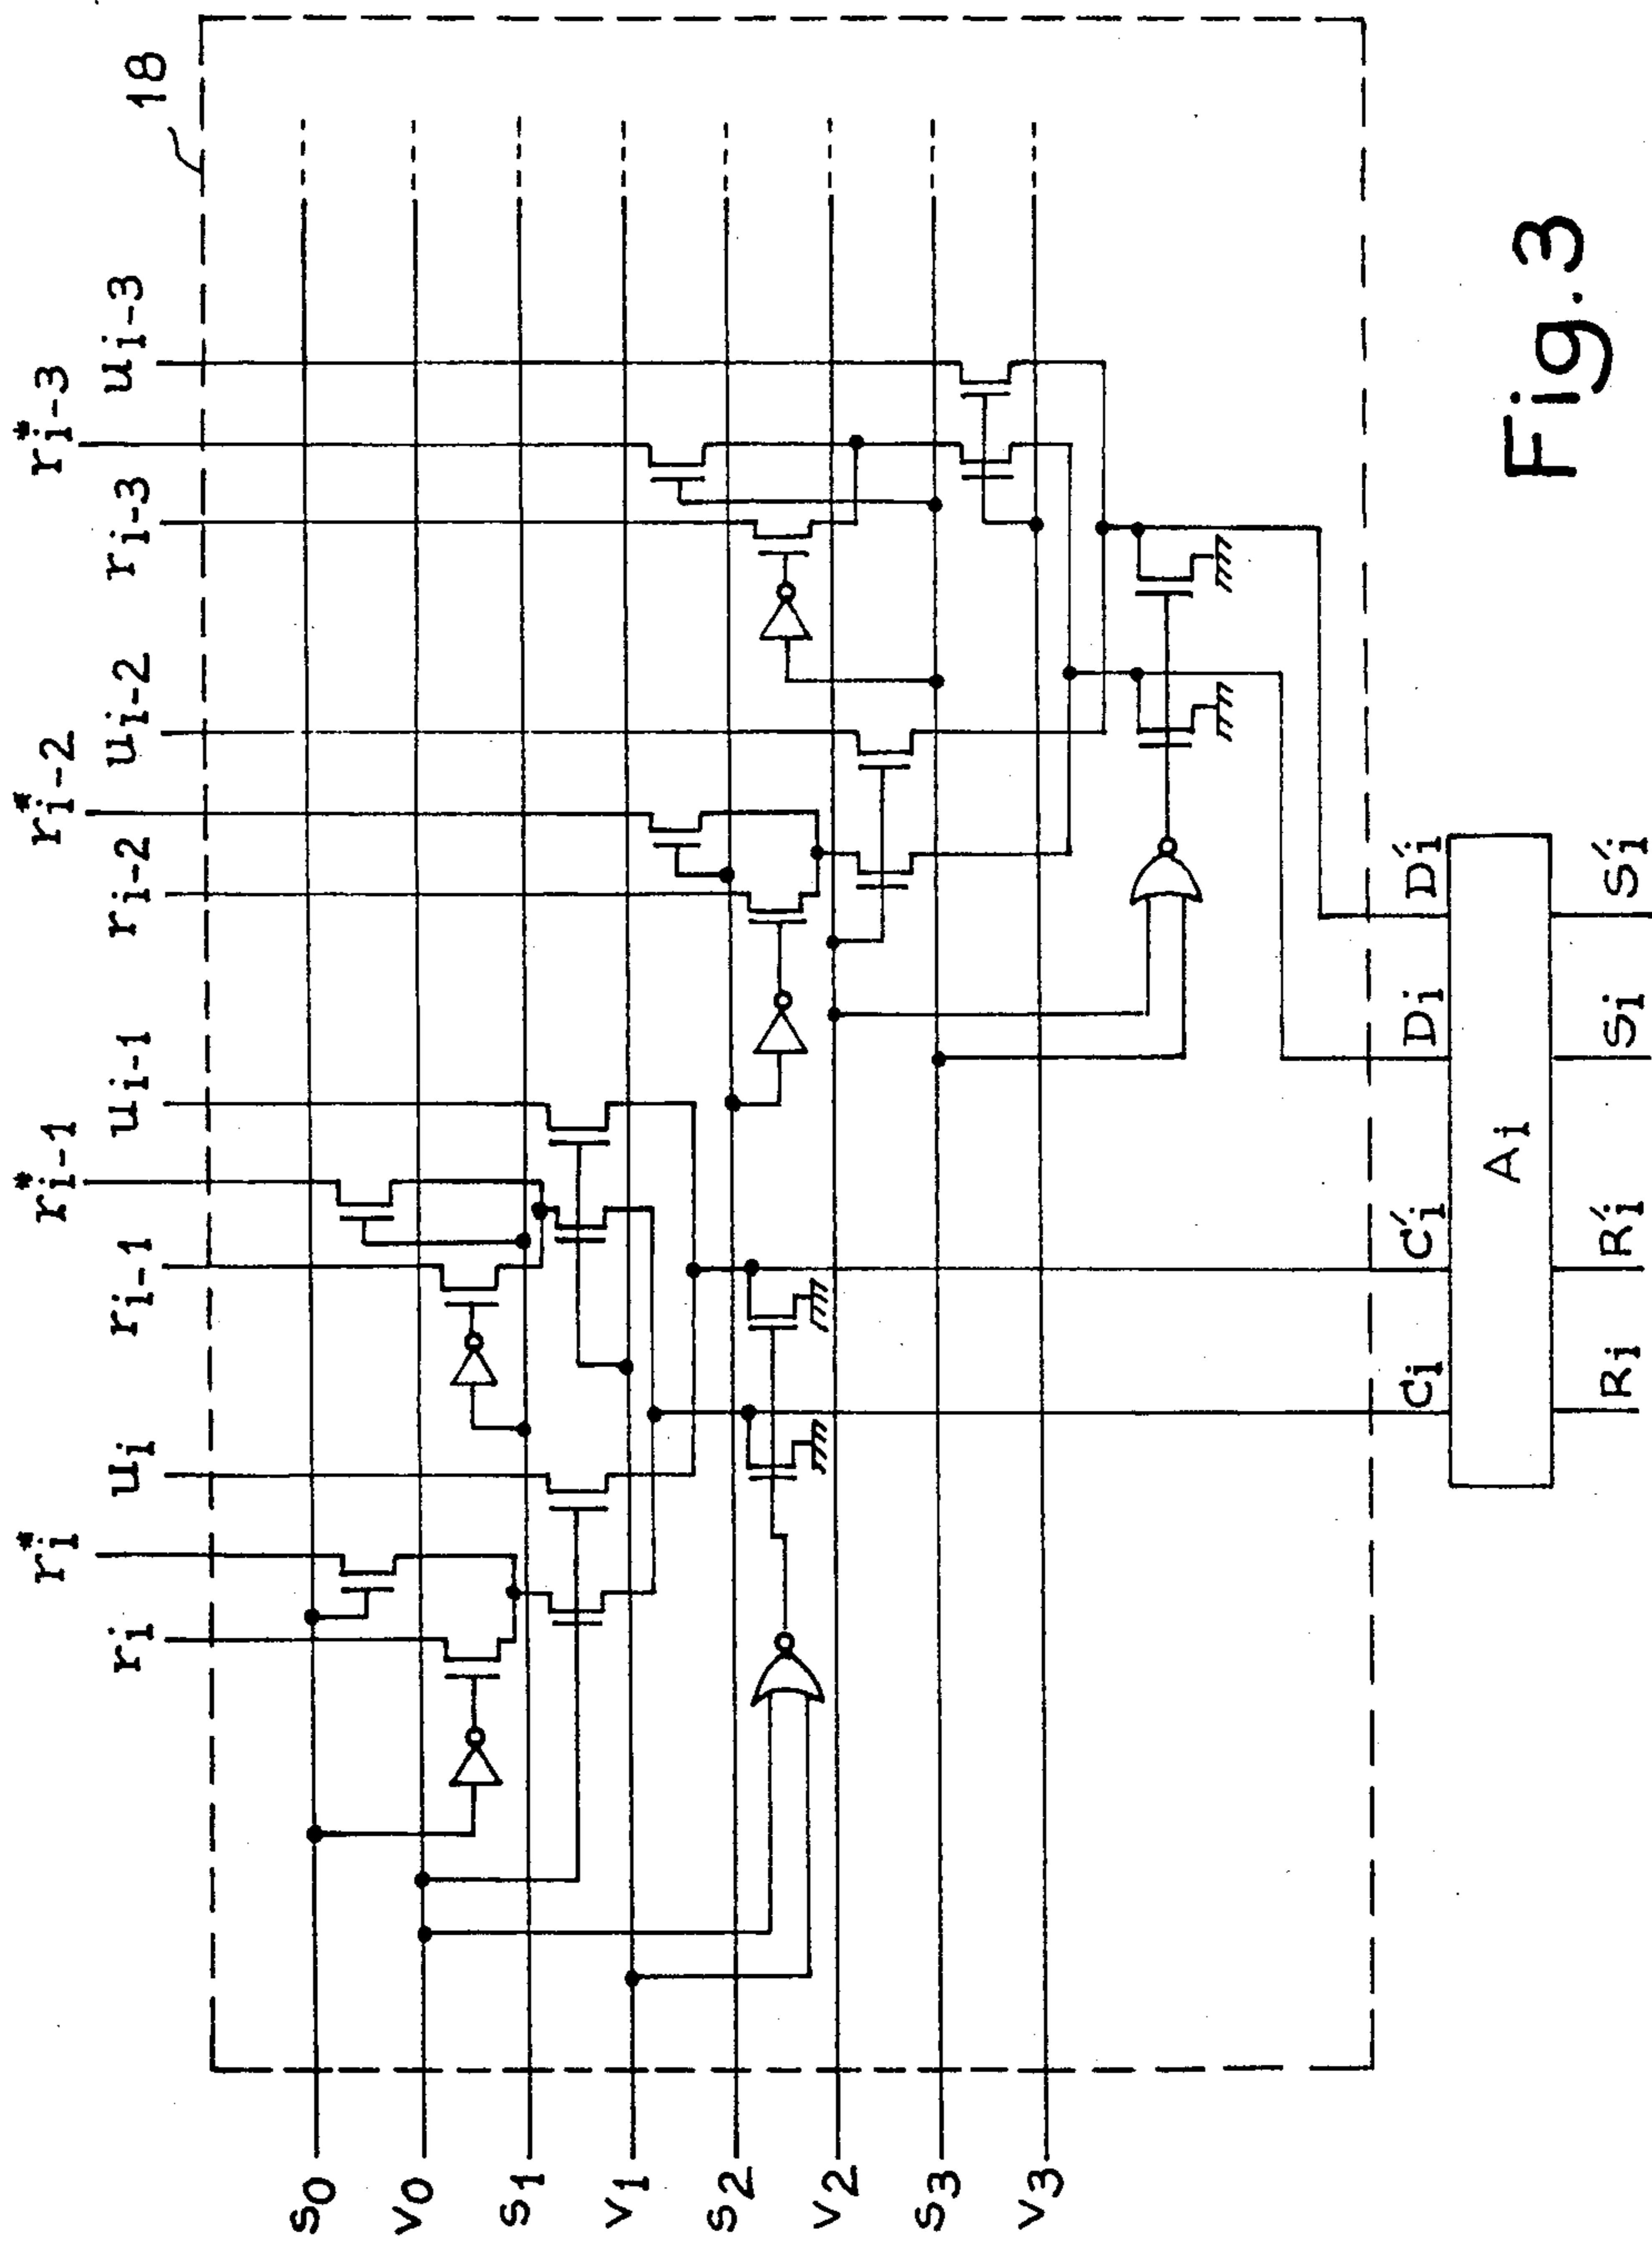 18
rᵢ r*ᵢ uᵢ rᵢ₋₁ r*ᵢ₋₁ uᵢ₋₁ rᵢ₋₂ r*ᵢ₋₂ uᵢ₋₂ rᵢ₋₃ r*ᵢ₋₃ uᵢ₋₃
s₀
v₀
s₁
v₁
s₂
v₂
s₃
v₃
Cᵢ C′ᵢ Dᵢ D′ᵢ
Aᵢ
Rᵢ R′ᵢ Sᵢ S′ᵢ
Fig.3